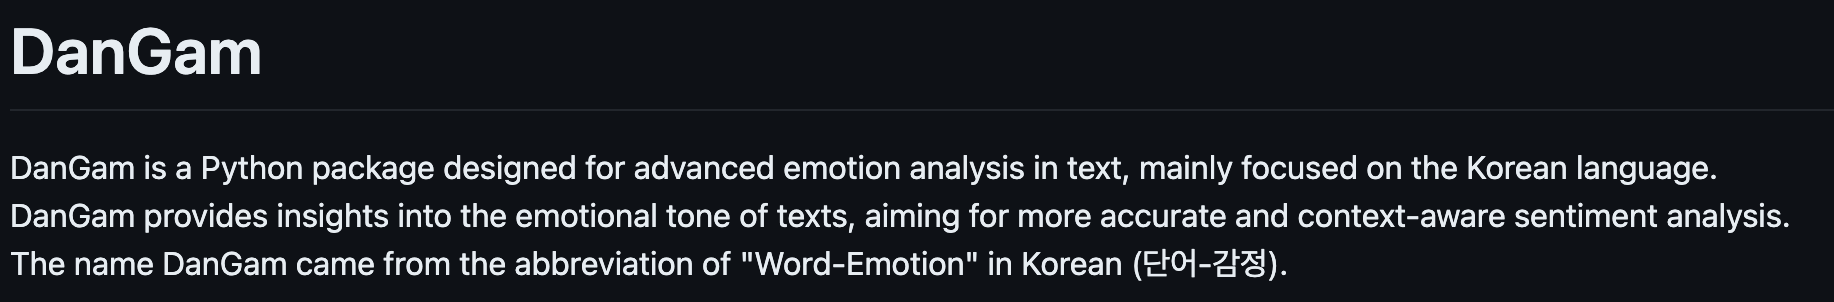 DanGam
DanGam is a Python package designed for advanced emotion analysis in text, mainly focused on the Korean language.
DanGam provides insights into the emotional tone of texts, aiming for more accurate and context-aware sentiment analysis.
The name DanGam came from the abbreviation of "Word-Emotion" in Korean (단어-감정).